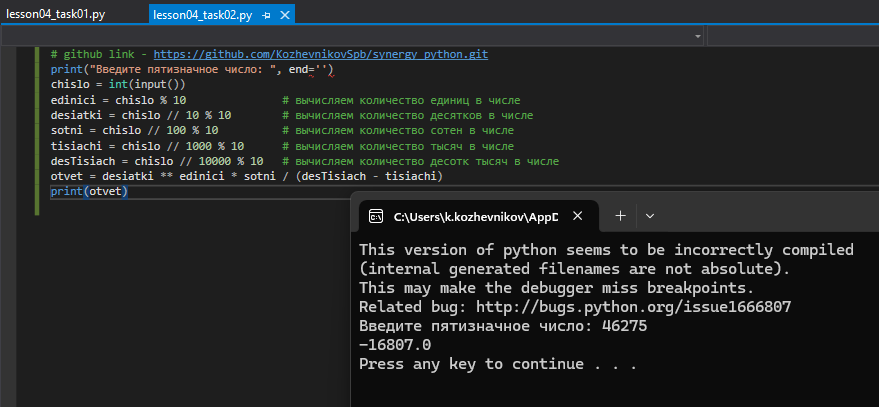 lesson04_task01.py lesson04_task02.py
# github link - https://github.com/KozhevnikovSpb/synergy_python.git
print("Введите пятизначное число: ", end='')
chislo = int(input())
edinici = chislo % 10 # вычисляем количество единиц в числе
desiatki = chislo // 10 % 10 # вычисляем количество десятков в числе
sotni = chislo // 100 % 10 # вычисляем количество сотен в числе
tisiachi = chislo // 1000 % 10 # вычисляем количество тысяч в числе
desTisiach = chislo // 10000 % 10 # вычисляем количество десотк тысяч в числе
otvet = desiatki ** edinici * sotni / (desTisiach - tisiachi)
print(otvet)
C:\Users\k.kozhevnikov\AppD
This version of python seems to be incorrectly compiled
(internal generated filenames are not absolute).
This may make the debugger miss breakpoints.
Related bug: http://bugs.python.org/issue1666807
Введите пятизначное число: 46275
-16807.0
Press any key to continue . . .